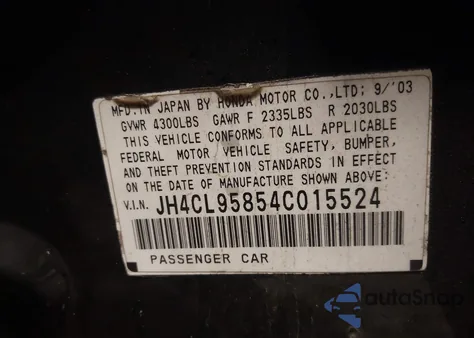 MFD. IN JAPAN BY HONDA MOTOR CO.,LTD: 9/'03
GVWR 4300LBS GAWR F 2335LBS R 2030LBS
THIS VEHICLE CONFORMS TO ALL APPLICABLE
FEDERAL MOTOR VEHICLE SAFETY, BUMPER,
AND THEFT PREVENTION STANDARDS IN EFFECT
ON THE DATE OF MANUFACTURE SHOWN ABOVE:
V.I.N. JH4CL95854C015524
PASSENGER CAR
autoSnap